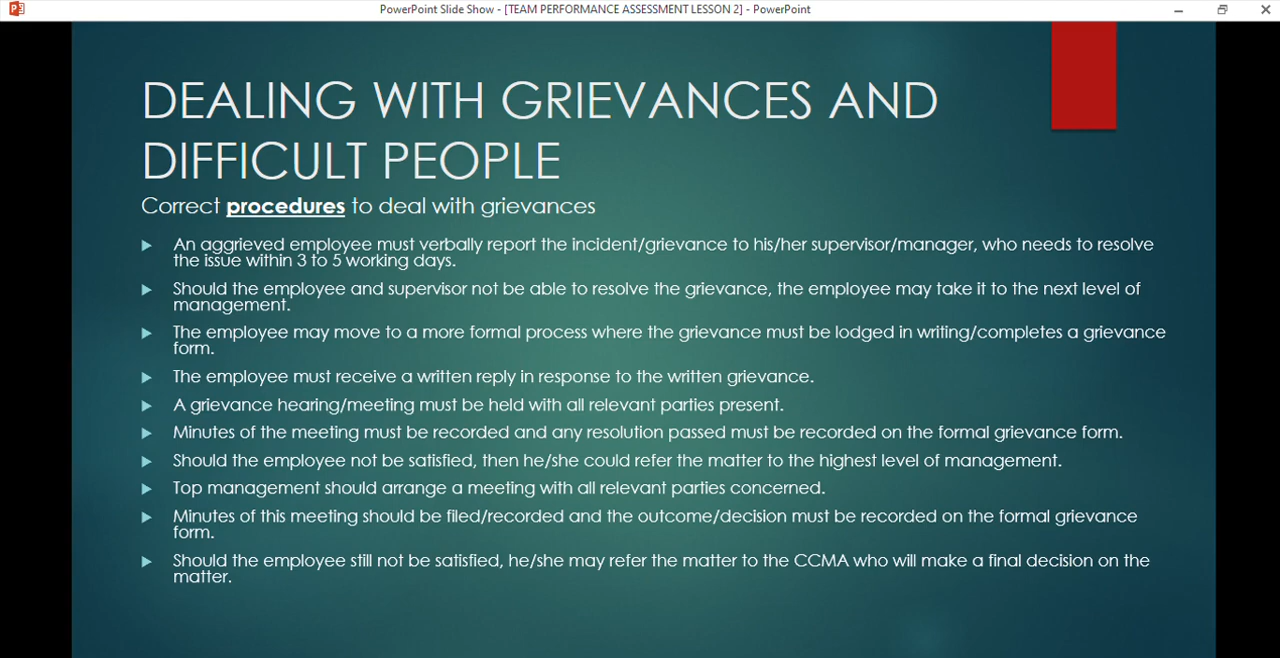 PowerPoint Slide Show - [TEAM PERFORMANCE ASSESSMENT LESSON 2] - PowerPoint
DEALING WITH GRIEVANCES AND
DIFFICULT PEOPLE
Correct procedures to deal with grievances
An aggrieved employee must verbally report the incident/grievance to his/her supervisor/manager, who needs to resolve
the issue within 3 to 5 working days.
Should the employee and supervisor not be able to resolve the grievance, the employee may take it to the next level of
management.
The employee may move to a more formal process where the grievance must be lodged in writing/completes a grievance
form.
The employee must receive a written reply in response to the written grievance.
A grievance hearing/meeting must be held with all relevant parties present.
Minutes of the meeting must be recorded and any resolution passed must be recorded on the formal grievance form.
Should the employee not be satisfied, then he/she could refer the matter to the highest level of management.
Top management should arrange a meeting with all relevant parties concerned.
Minutes of this meeting should be filed/recorded and the outcome/decision must be recorded on the formal grievance
form.
Should the employee still not be satisfied, he/she may refer the matter to the CCMA who will make a final decision on the
matter.